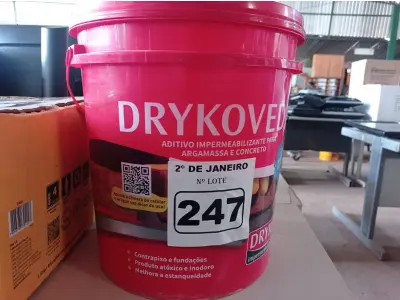 DRYKOVED
ADITIVO IMPERMEABILIZANTE PARA
ARGAMASSA E CONCRETO
2º DE JANEIRO
Nº LOTE
247
DRYK
• Contrapiso e fundações
• Produto atóxico e inodoro
• Melhora a estanqueidade